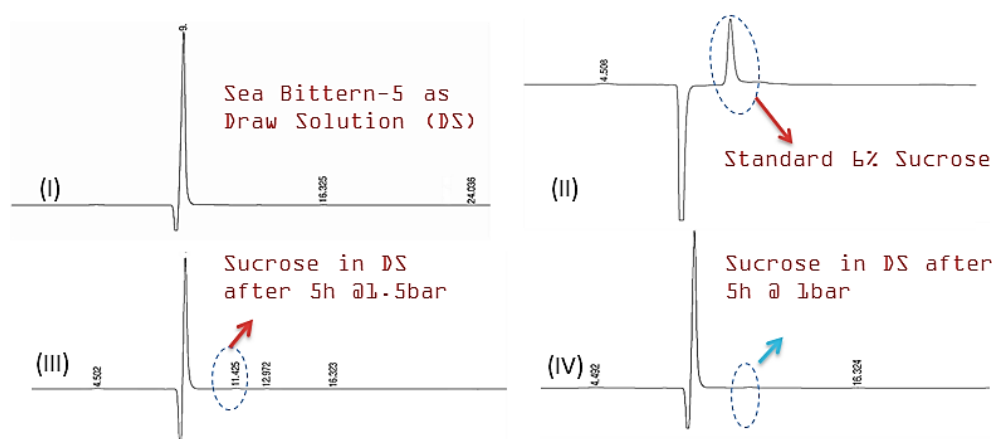 9.
Sea Bittern-5 as
Draw Solution (DS)
(I)
16.325
24.036
4.508
Standard 6% Sucrose
(II)
Sucrose in DS
after 5h @1.5bar
(III)
4.502
11.425
12.972
16.323
Sucrose in DS after
5h @ 1bar
(IV)
4.492
16.324